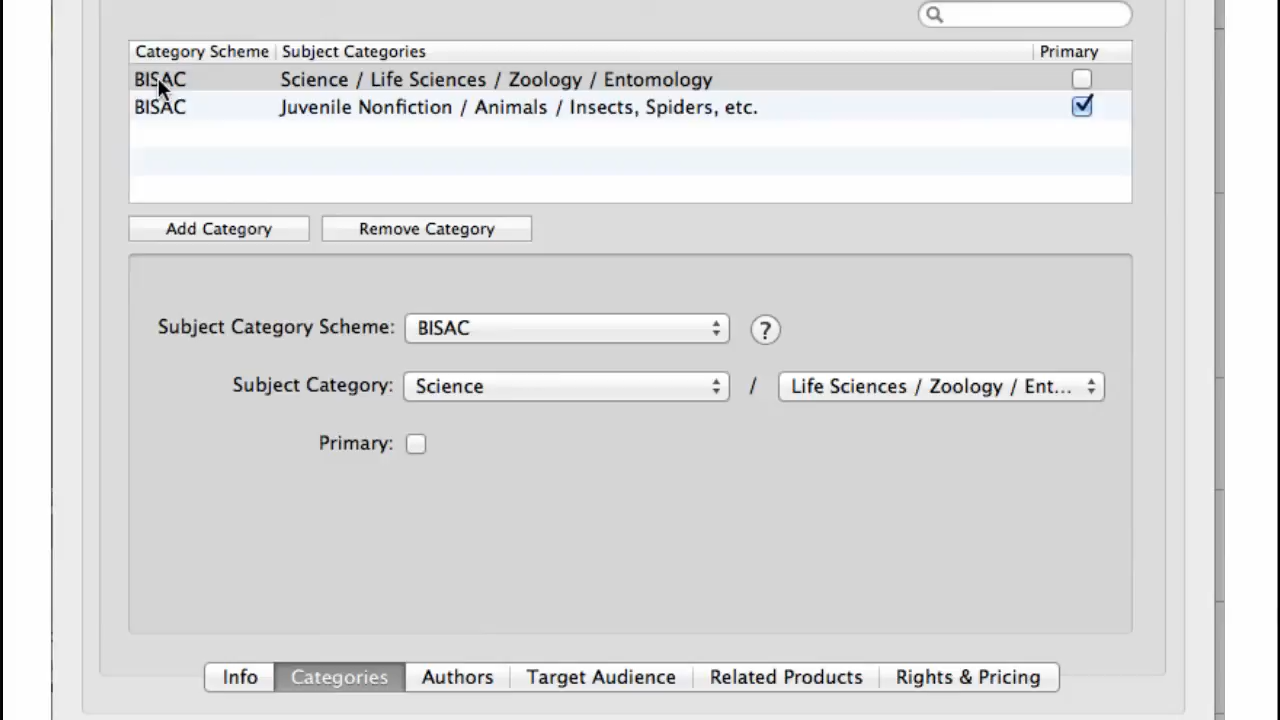 Category Scheme Subject Categories Primary
BISAC Science / Life Sciences / Zoology / Entomology
BISAC Juvenile Nonfiction / Animals / Insects, Spiders, etc.
Add Category Remove Category
Subject Category Scheme: BISAC ?
Subject Category: Science / Life Sciences / Zoology / Ent...
Primary:
Info Categories Authors Target Audience Related Products Rights & Pricing